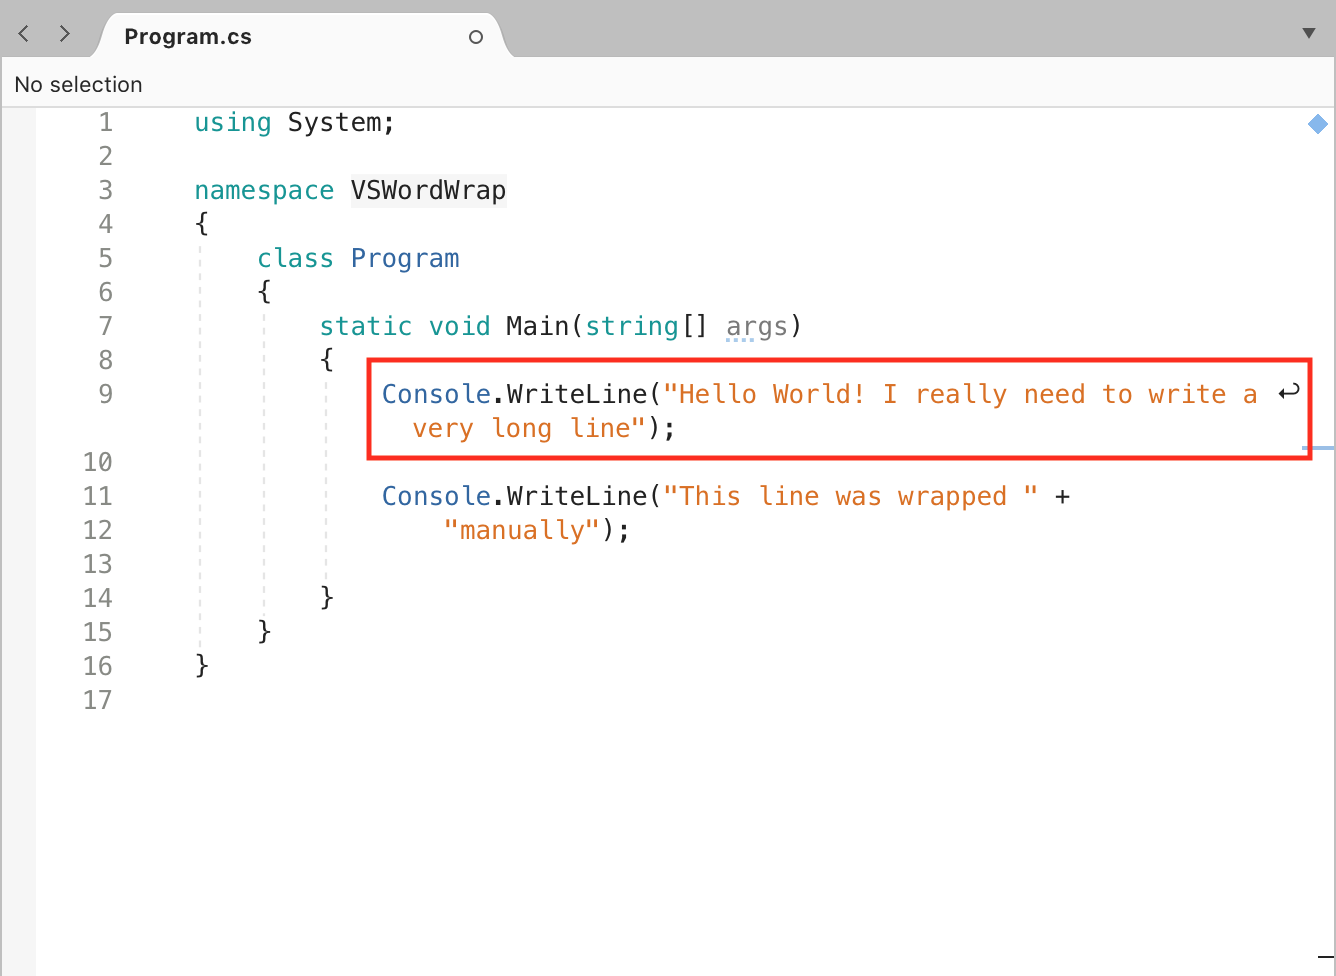 Program.cs
No selection
1 using System;
2
3 namespace VSWordWrap
4 {
5 class Program
6 {
7 static void Main(string[] args)
8 {
9 Console.WriteLine("Hello World! I really need to write a
very long line");
10
11 Console.WriteLine("This line was wrapped " +
12 "manually");
13
14 }
15 }
16 }
17